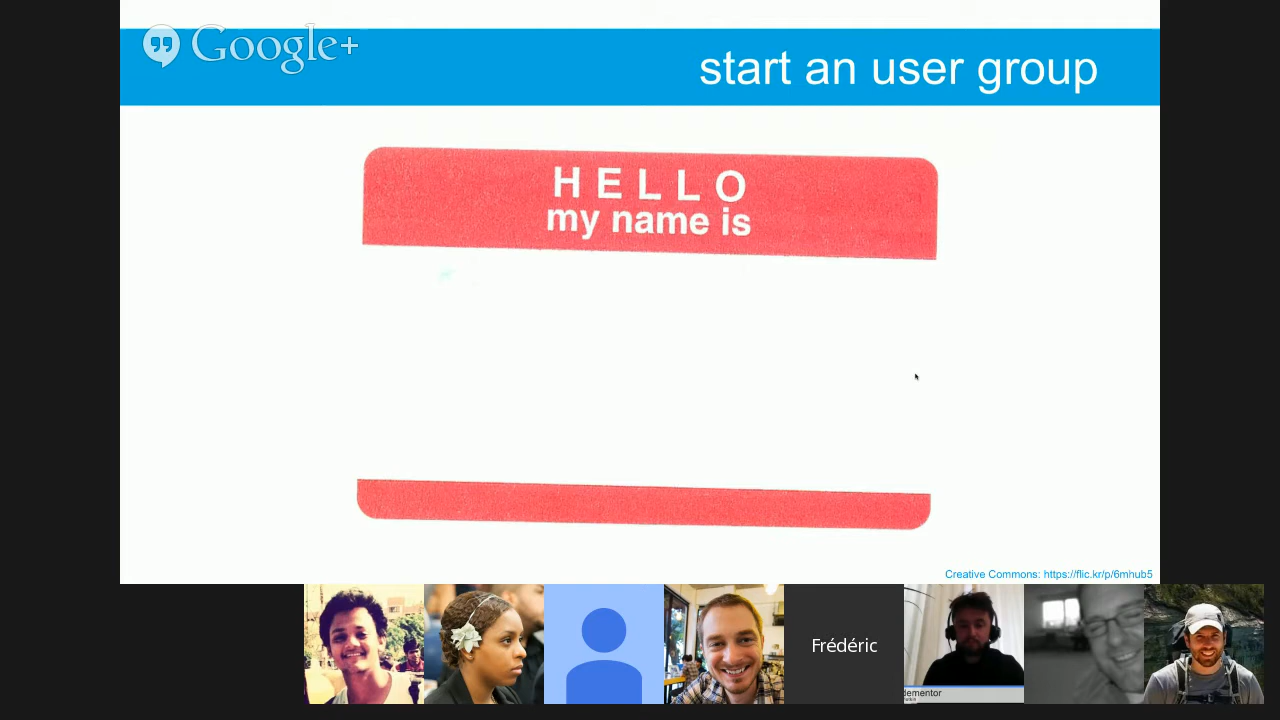 Google+
start an user group
HELLO
my name is
Creative Commons: https://flic.kr/p/6mhub5
Frédéric
dementor